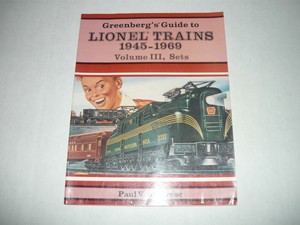 Greenberg's Guide to
LIONEL TRAINS
1945-1969
Volume III, Sets
Paul V.